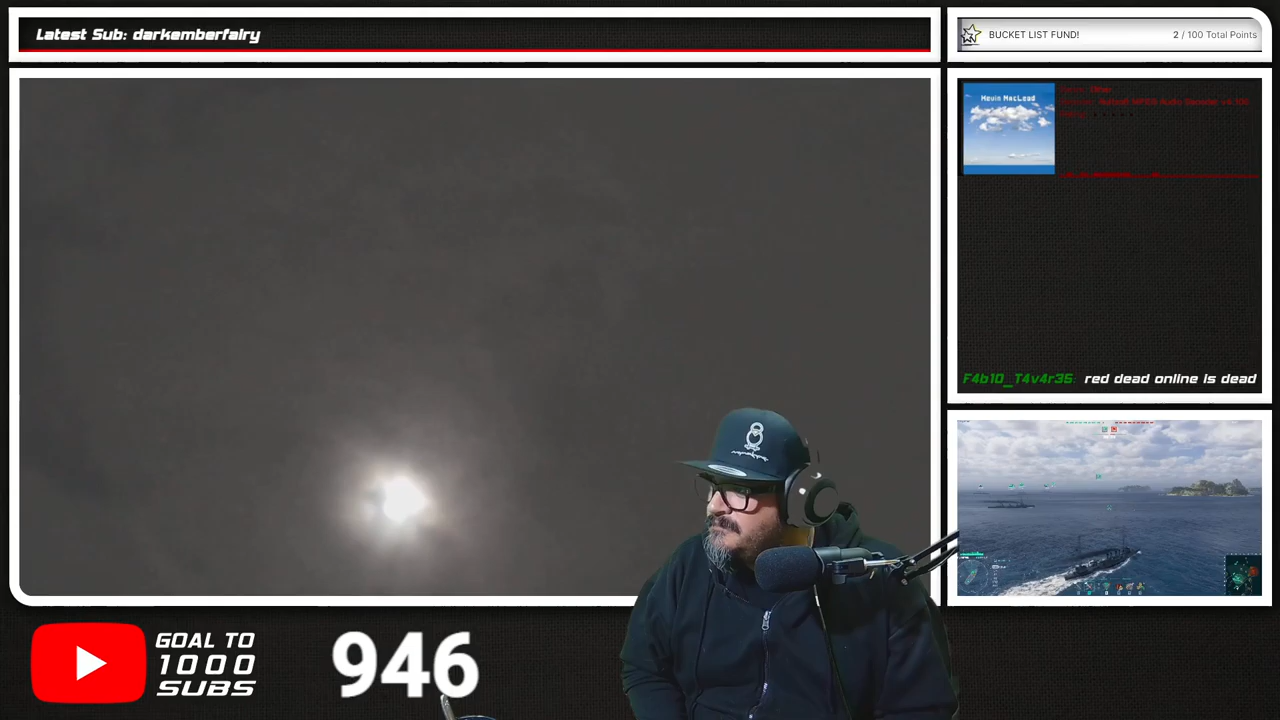 Latest Sub: darkemberfairy
BUCKET LIST FUND!
2 / 100 Total Points
Kevin MacLeod
F4b10_T4v4r35: red dead online is dead
GOAL TO
1000
SUBS
946